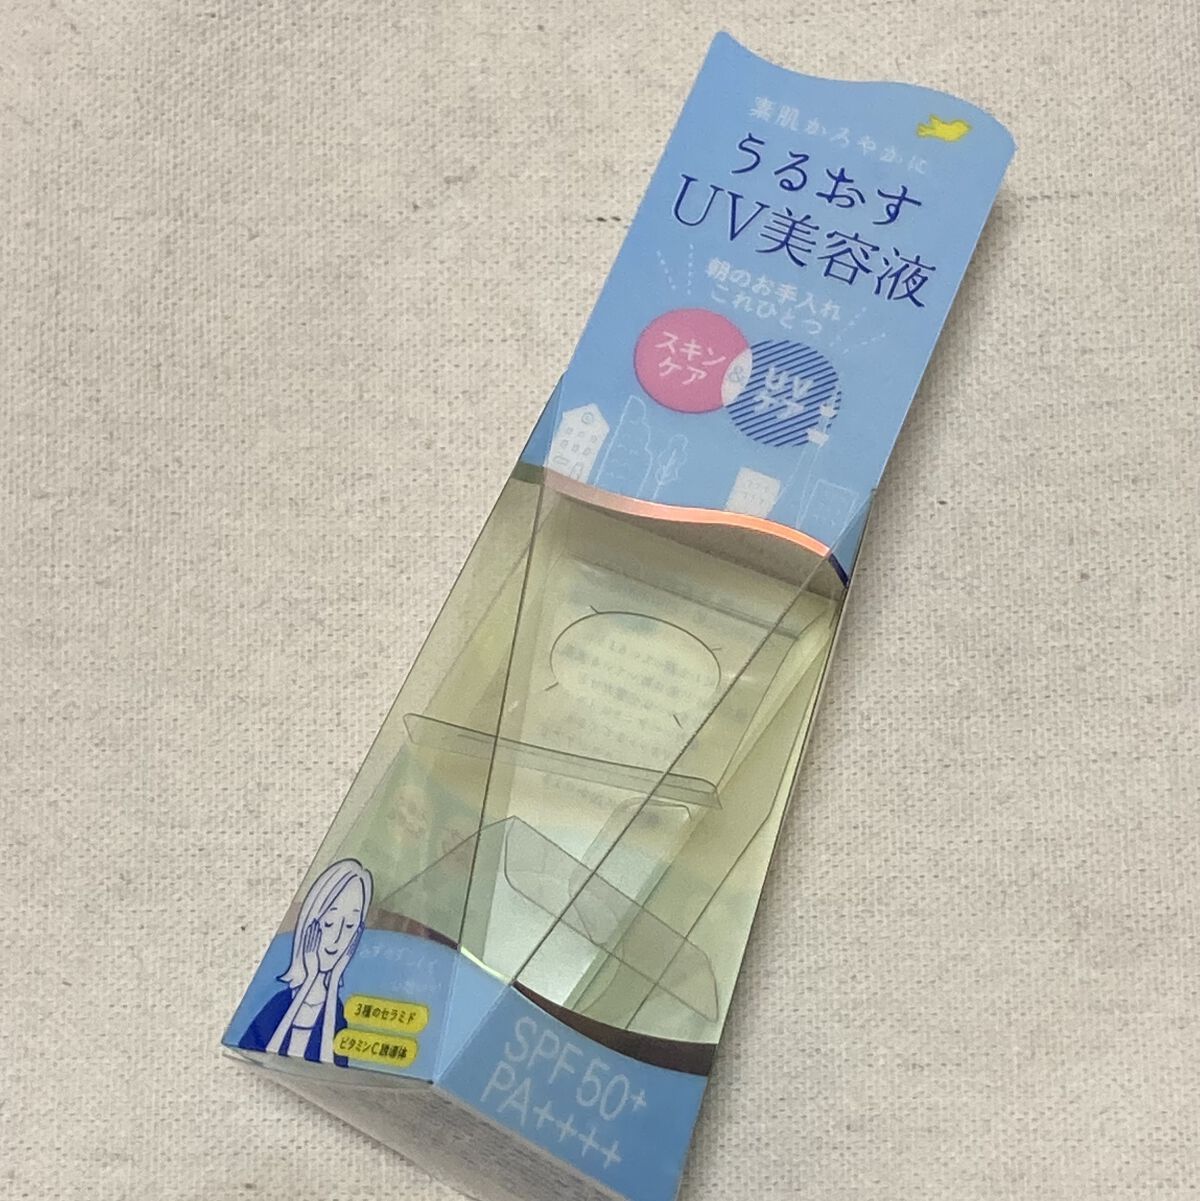 素肌かろやかに
うるおす
UV美容液
朝のお手入れ
これひとつ
スキン
ケア
&
UV
ケア
3種のセラミド
ビタミンC誘導体
SPF50+
PA++++